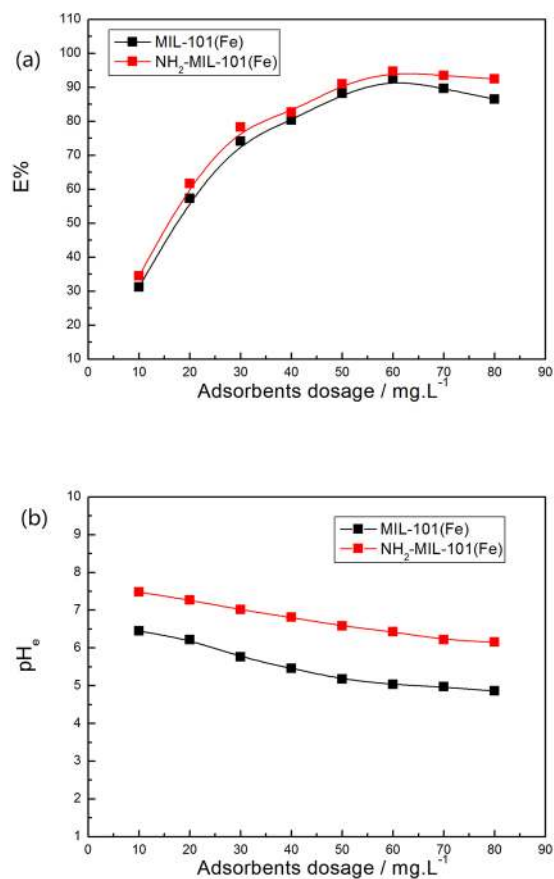 (a)
MIL-101(Fe)
NH₂-MIL-101(Fe)
E%
110
100
90
80
70
60
50
40
30
20
10
0 10 20 30 40 50 60 70 80 90
Adsorbents dosage / mg.L⁻¹
(b)
MIL-101(Fe)
NH₂-MIL-101(Fe)
pHₑ
10
9
8
7
6
5
4
3
2
1
0 10 20 30 40 50 60 70 80 90
Adsorbents dosage / mg.L⁻¹